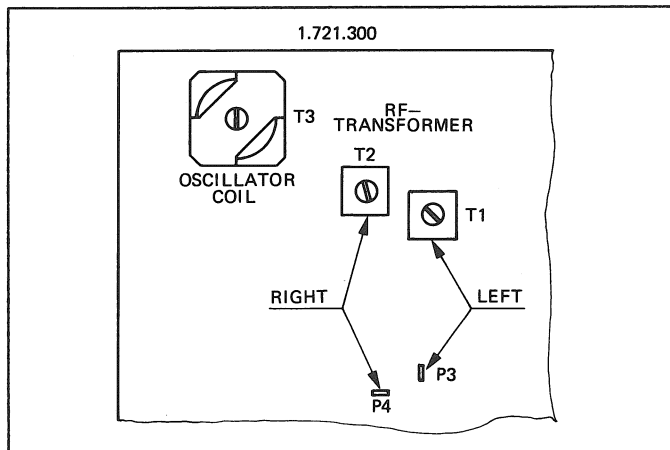 1.721.300
T3
RF–
TRANSFORMER
T2
OSCILLATOR
COIL
T1
RIGHT
LEFT
P3
P4